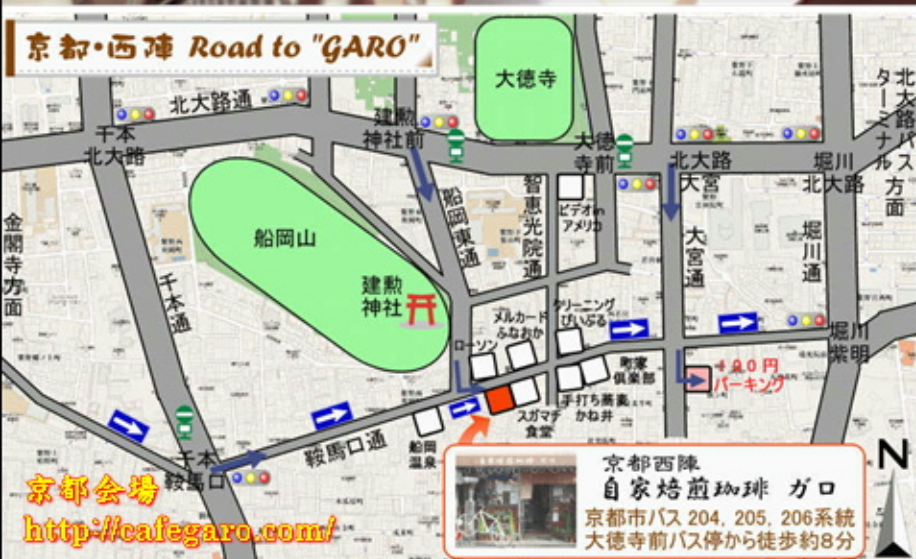 京都・西陣 Road to "GARO"
大徳寺
北大路バス
ターミナル方面
北大路通
千本
北大路
建勲
神社前
大徳
寺前
北大路
大宮
堀川
北大路
金閣寺方面
船岡山
船岡東通
智恵光院通
ビデオin
アメリカ
大宮通
堀川通
千本通
建勲
神社
メルカード
ふなおか
クリーニング
ぴいぷる
ローソン
堀川
紫明
町家
倶楽部
100円
パーキング
手打ち蕎麦
かね井
スガマチ
食堂
船岡
温泉
鞍馬口通
千本
鞍馬口
京都会場
http://cafegaro.com/
京都西陣
自家焙煎珈琲 ガロ
京都市バス 204, 205, 206系統
大徳寺前バス停から徒歩約8分
N